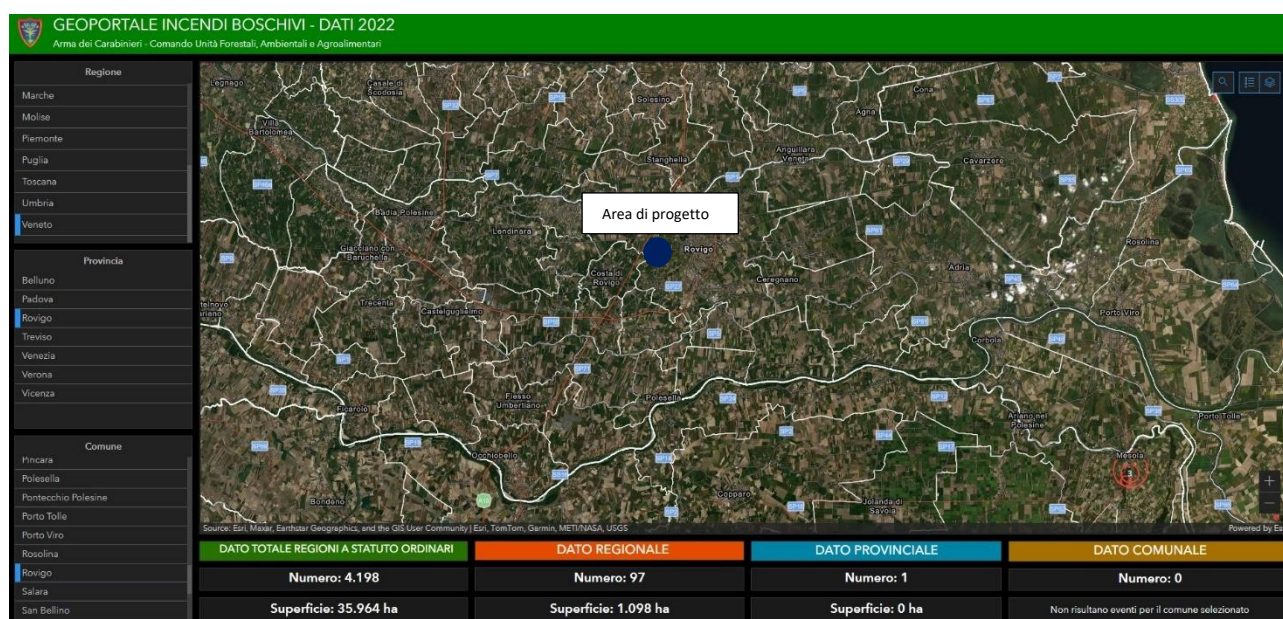 GEOPORTALE INCENDI BOSCHIVI - DATI 2022
Arma dei Carabinieri - Comando Unità Forestali, Ambientali e Agroalimentari
Regione
Marche
Molise
Piemonte
Puglia
Toscana
Umbria
Veneto
Provincia
Belluno
Padova
Rovigo
Treviso
Venezia
Verona
Vicenza
Comune
Pincara
Polesella
Pontecchio Polesine
Porto Tolle
Porto Viro
Rosolina
Rovigo
Salara
San Bellino
Legnago
Casale di
Scodosia
Solesino
Cona
Agna
Villa
Bartolomea
Stanghella
Anguillara
Veneta
Cavarzere
Badia Polesine
Lendinara
Area di progetto
Rovigo
Giacciano con
Baruchella
Costa di
Rovigo
Ceregnano
Adria
Rosolina
Trecenta
Castelguglielmo
Porto Viro
Corbola
Fiesso
Umbertiano
Polesella
Ficarolo
Ariano nel
Polesine
Porto Tolle
Occhiobello
Mesola
3
Bondeno
Copparo
Jolanda di
Savoia
Source: Esri, Maxar, Earthstar Geographics, and the GIS User Community | Esri, TomTom, Garmin, METI/NASA, USGS
Powered by Es
DATO TOTALE REGIONI A STATUTO ORDINARI
DATO REGIONALE
DATO PROVINCIALE
DATO COMUNALE
Numero: 4.198
Numero: 97
Numero: 1
Numero: 0
Superficie: 35.964 ha
Superficie: 1.098 ha
Superficie: 0 ha
Non risultano eventi per il comune selezionato